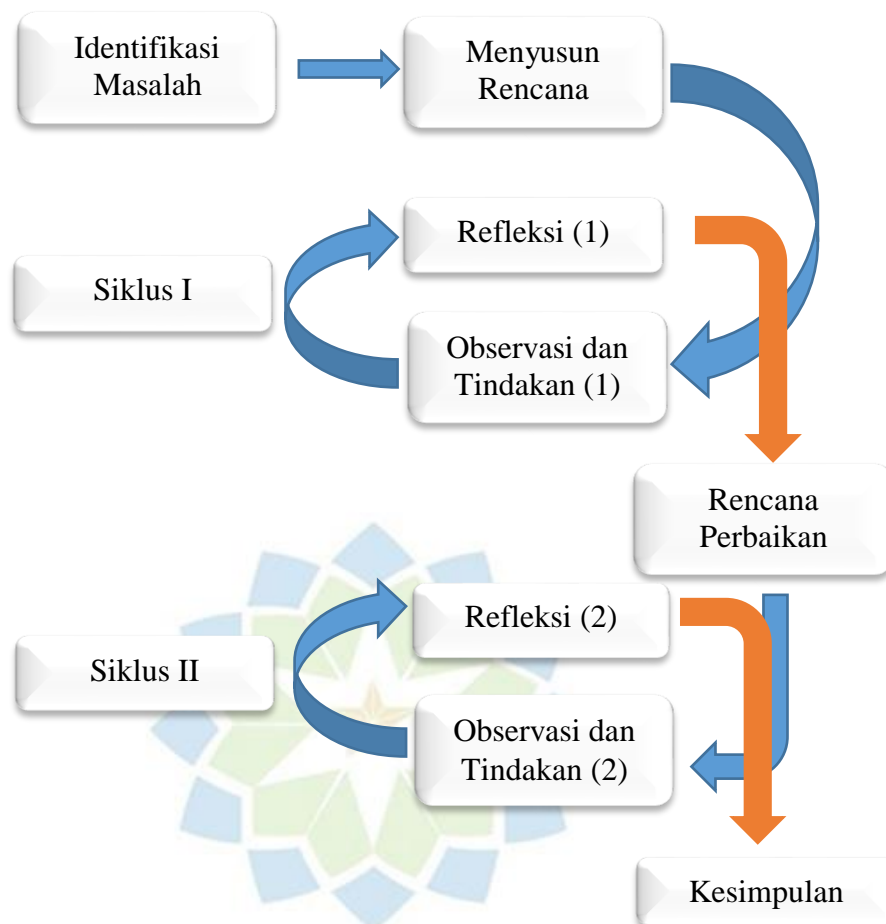 Identifikasi
Masalah
Menyusun
Rencana
Refleksi (1)
Siklus I
Observasi dan
Tindakan (1)
Rencana
Perbaikan
Refleksi (2)
Siklus II
Observasi dan
Tindakan (2)
Kesimpulan